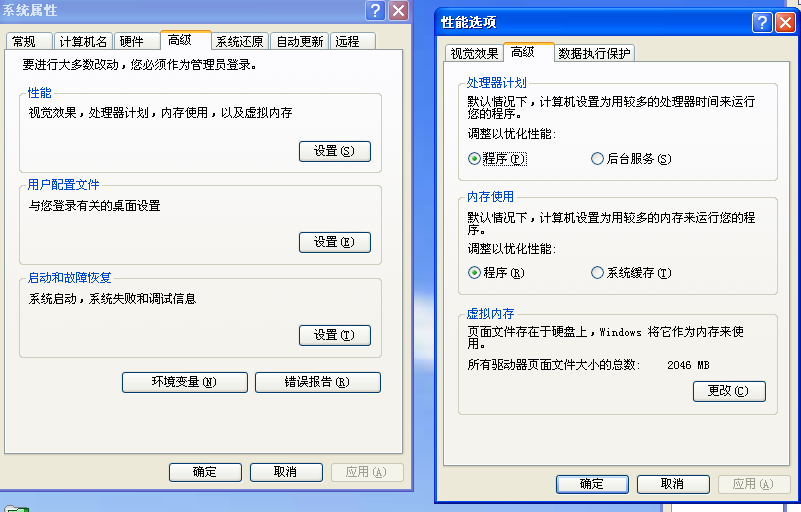 系统属性
常规 计算机名 硬件 高级 系统还原 自动更新 远程
要进行大多数改动，您必须作为管理员登录。
性能
视觉效果，处理器计划，内存使用，以及虚拟内存
设置(S)
用户配置文件
与您登录有关的桌面设置
设置(E)
启动和故障恢复
系统启动，系统失败和调试信息
设置(T)
环境变量(N) 错误报告(R)
确定 取消 应用(A)
性能选项
视觉效果 高级 数据执行保护
处理器计划
默认情况下，计算机设置为用较多的处理器时间来运行
您的程序。
调整以优化性能:
程序(P) 后台服务(S)
内存使用
默认情况下，计算机设置为用较多的内存来运行您的程
序。
调整以优化性能:
程序(R) 系统缓存(T)
虚拟内存
页面文件存在于硬盘上，Windows 将它作为内存来使
用。
所有驱动器页面文件大小的总数: 2046 MB
更改(C)
确定 取消 应用(A)